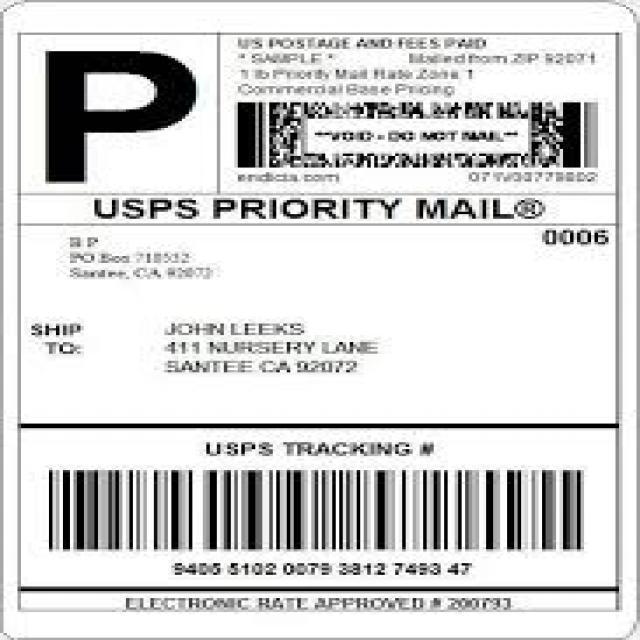 P
US POSTAGE AND FEES PAID
* SAMPLE * Mailed from ZIP 92071
1 lb Priority Mail Rate Zone 1
Commercial Base Pricing
**VOID - DO NOT MAIL**
endicia.com
USPS PRIORITY MAIL®
0006
PO Box
Santee, CA 92072
SHIP TO: JOHN LEEKS
411 NURSERY LANE
SANTEE CA 92072
USPS TRACKING #
9405 5102 0079 3812 7493 47
ELECTRONIC RATE APPROVED # 200793